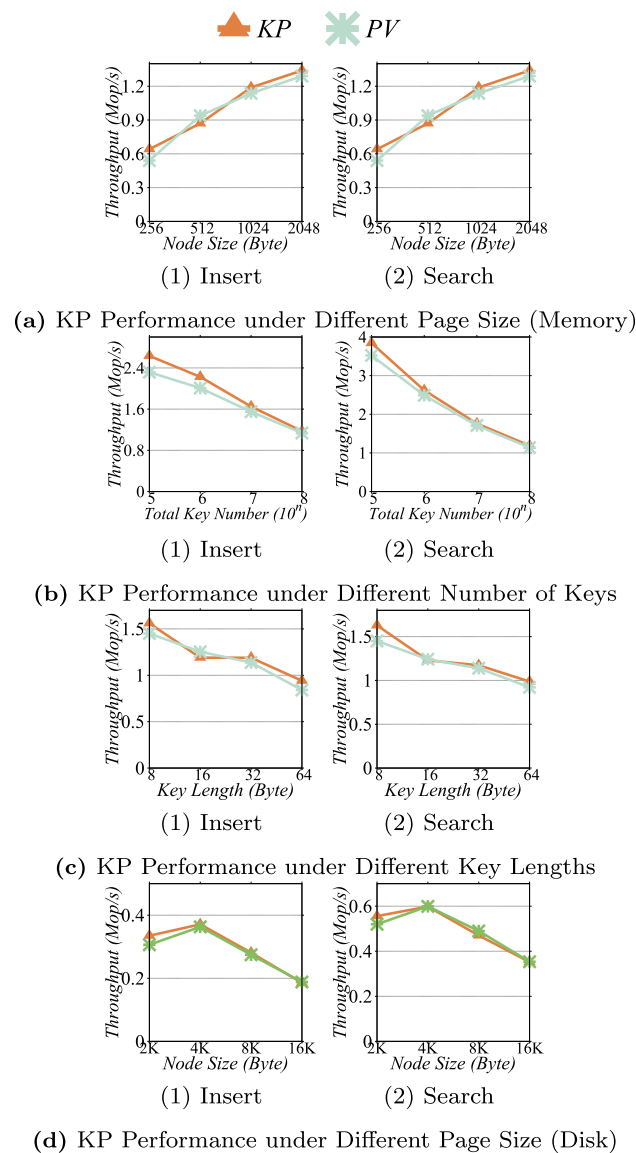 KP PV
Throughput (Mop/s) 1.2 0.9 0.6 0.3 0 Throughput (Mop/s) 1.2 0.9 0.6 0.3 0
256 512 1024 2048 256 512 1024 2048
Node Size (Byte) Node Size (Byte)
(1) Insert (2) Search
(a) KP Performance under Different Page Size (Memory)
Throughput (Mop/s) 2.4 1.6 0.8 0 Throughput (Mop/s) 4 3 2 1 0
5 6 7 8 5 6 7 8
Total Key Number (10^n) Total Key Number (10^n)
(1) Insert (2) Search
(b) KP Performance under Different Number of Keys
Throughput (Mop/s) 1.5 1 0.5 0 Throughput (Mop/s) 1.5 1 0.5 0
8 16 32 64 8 16 32 64
Key Length (Byte) Key Length (Byte)
(1) Insert (2) Search
(c) KP Performance under Different Key Lengths
Throughput (Mop/s) 0.4 0.2 0 Throughput (Mop/s) 0.6 0.4 0.2 0
2K 4K 8K 16K 2K 4K 8K 16K
Node Size (Byte) Node Size (Byte)
(1) Insert (2) Search
(d) KP Performance under Different Page Size (Disk)